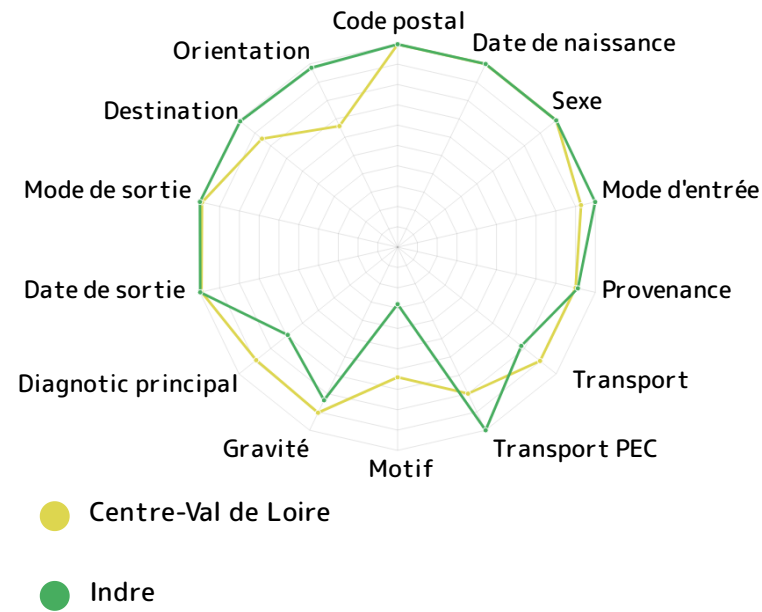 Code postal
Date de naissance
Orientation
Sexe
Destination
Mode de sortie
Mode d'entrée
Date de sortie
Provenance
Diagnotic principal
Transport
Gravité
Transport PEC
Motif
Centre-Val de Loire
Indre